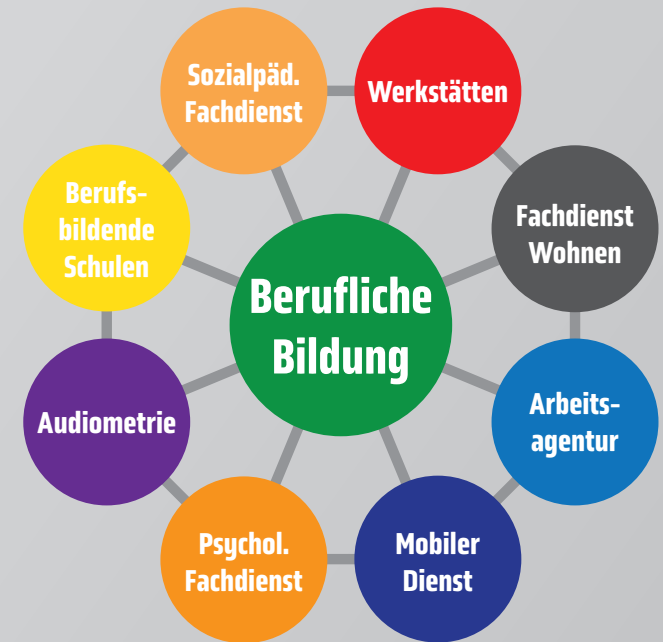 Sozialpäd.
Fachdienst
Werkstätten
Berufs-
bildende
Schulen
Fachdienst
Wohnen
Berufliche
Bildung
Audiometrie
Arbeits-
agentur
Psychol.
Fachdienst
Mobiler
Dienst